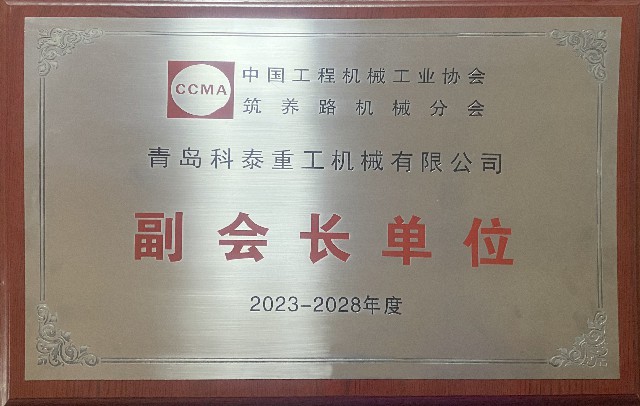 CCMA
中国工程机械工业协会
筑养路机械分会
青岛科泰重工机械有限公司
副会长单位
2023-2028年度